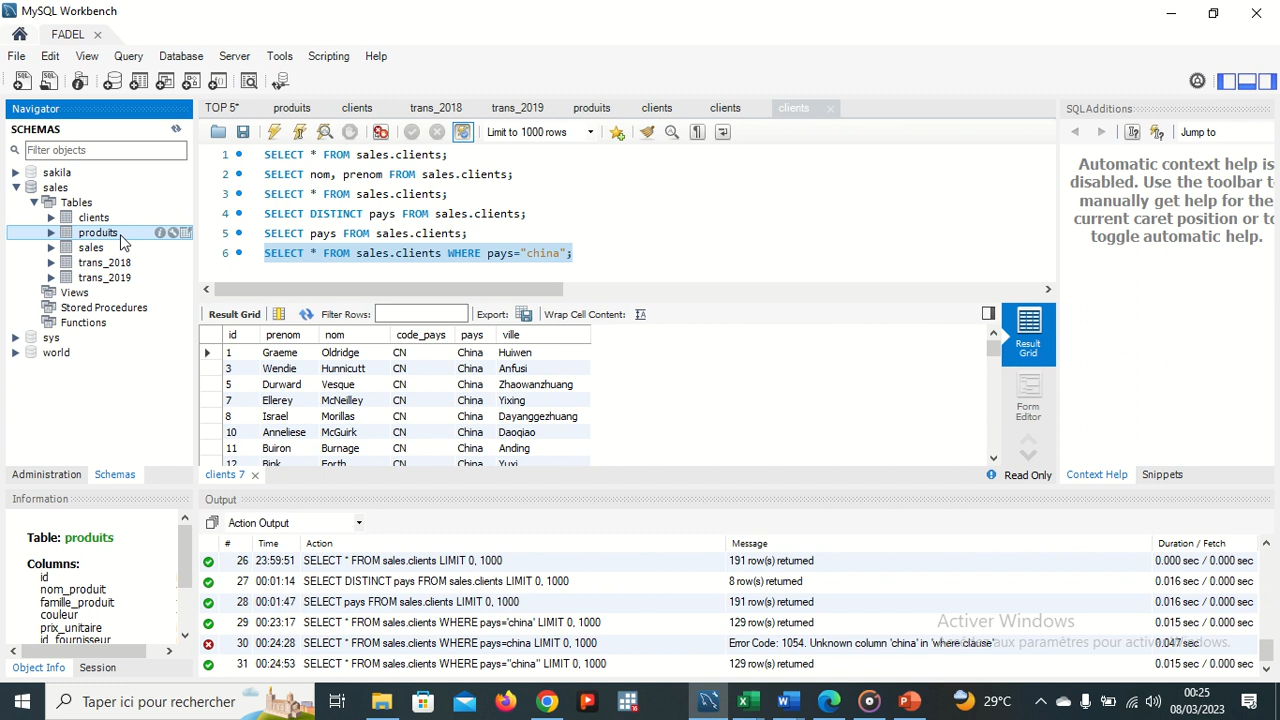 MySQL Workbench
FADEL
File Edit View Query Database Server Tools Scripting Help
Navigator
SCHEMAS
Filter objects
sakila
sales
Tables
clients
produits
sales
trans_2018
trans_2019
Views
Stored Procedures
Functions
sys
world
Administration Schemas
Information
Table: produits
Columns:
id
nom_produit
famille_produit
couleur
prix_unitaire
id_fournisseur
Object Info Session
TOP 5* produits clients trans_2018 trans_2019 produits clients clients clients
Limit to 1000 rows
1 SELECT * FROM sales.clients;
2 SELECT nom, prenom FROM sales.clients;
3 SELECT * FROM sales.clients;
4 SELECT DISTINCT pays FROM sales.clients;
5 SELECT pays FROM sales.clients;
6 SELECT * FROM sales.clients WHERE pays="china";
Result Grid Filter Rows: Export: Wrap Cell Content:
id prenom nom code_pays pays ville
1 Graeme Oldridge CN China Huiwen
3 Wendie Hunnicutt CN China Anfusi
5 Durward Vesque CN China Zhaowanzhuang
7 Ellerey McNeilley CN China Yixing
8 Israel Morillas CN China Dayanggezhuang
10 Anneliese McGuirk CN China Daoqiao
11 Buiron Burnage CN China Anding
12 Bink Forth CN China Yuxi
Result Grid
Form Editor
clients 7
Read Only
SQLAdditions
Jump to
Automatic context help is
disabled. Use the toolbar t
manually get help for the
current caret position or to
toggle automatic help.
Context Help Snippets
Output
Action Output
# Time Action Message Duration / Fetch
26 23:59:51 SELECT * FROM sales.clients LIMIT 0, 1000 191 row(s) returned 0.000 sec / 0.000 sec
27 00:01:14 SELECT DISTINCT pays FROM sales.clients LIMIT 0, 1000 8 row(s) returned 0.016 sec / 0.000 sec
28 00:01:47 SELECT pays FROM sales.clients LIMIT 0, 1000 191 row(s) returned 0.016 sec / 0.000 sec
29 00:23:17 SELECT * FROM sales.clients WHERE pays='china' LIMIT 0, 1000 129 row(s) returned 0.015 sec / 0.000 sec
30 00:24:28 SELECT * FROM sales.clients WHERE pays=china LIMIT 0, 1000 Error Code: 1054. Unknown column 'china' in 'where clause' 0.047 sec
31 00:24:53 SELECT * FROM sales.clients WHERE pays="china" LIMIT 0, 1000 129 row(s) returned 0.015 sec / 0.000 sec
Activer Windows
aux paramètres pour activer Windows.
Taper ici pour rechercher
29°C
00:25
08/03/2023